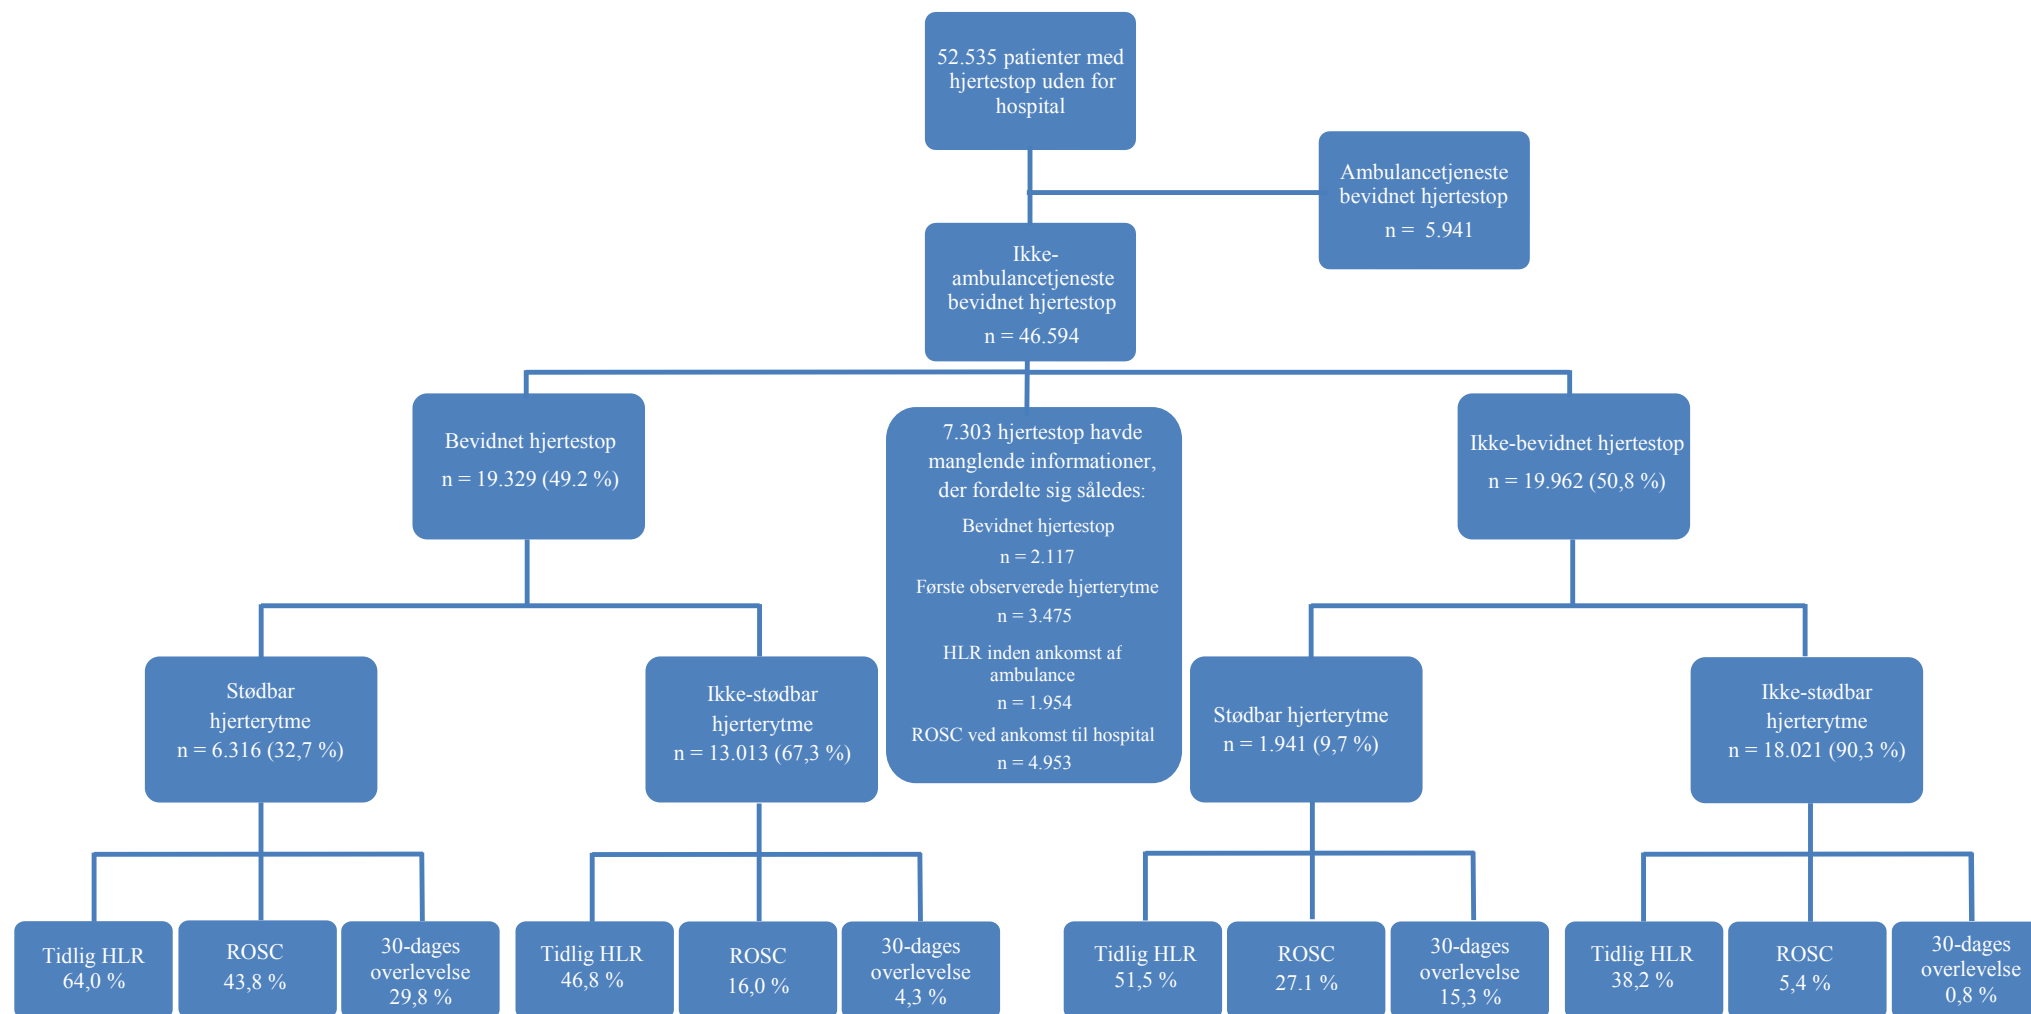 52.535 patienter med
hjertestop uden for
hospital
Ambulancetjeneste
bevidnet hjertestop
n =  5.941
Ikke-
ambulancetjeneste
bevidnet hjertestop
n = 46.594
Bevidnet hjertestop
n = 19.329 (49.2 %)
7.303 hjertestop havde
manglende informationer,
der fordelte sig således:
Bevidnet hjertestop
n = 2.117
Første observerede hjerterytme
n = 3.475
HLR inden ankomst af
ambulance
n = 1.954
ROSC ved ankomst til hospital
n = 4.953
Ikke-bevidnet hjertestop
n = 19.962 (50,8 %)
Stødbar
hjerterytme
n = 6.316 (32,7 %)
Ikke-stødbar
hjerterytme
n = 13.013 (67,3 %)
Stødbar hjerterytme
n = 1.941 (9,7 %)
Ikke-stødbar
hjerterytme
n = 18.021 (90,3 %)
Tidlig HLR
64,0 %
ROSC
43,8 %
30-dages
overlevelse
29,8 %
Tidlig HLR
46,8 %
ROSC
16,0 %
30-dages
overlevelse
4,3 %
Tidlig HLR
51,5 %
ROSC
27.1 %
30-dages
overlevelse
15,3 %
Tidlig HLR
38,2 %
ROSC
5,4 %
30-dages
overlevelse
0,8 %